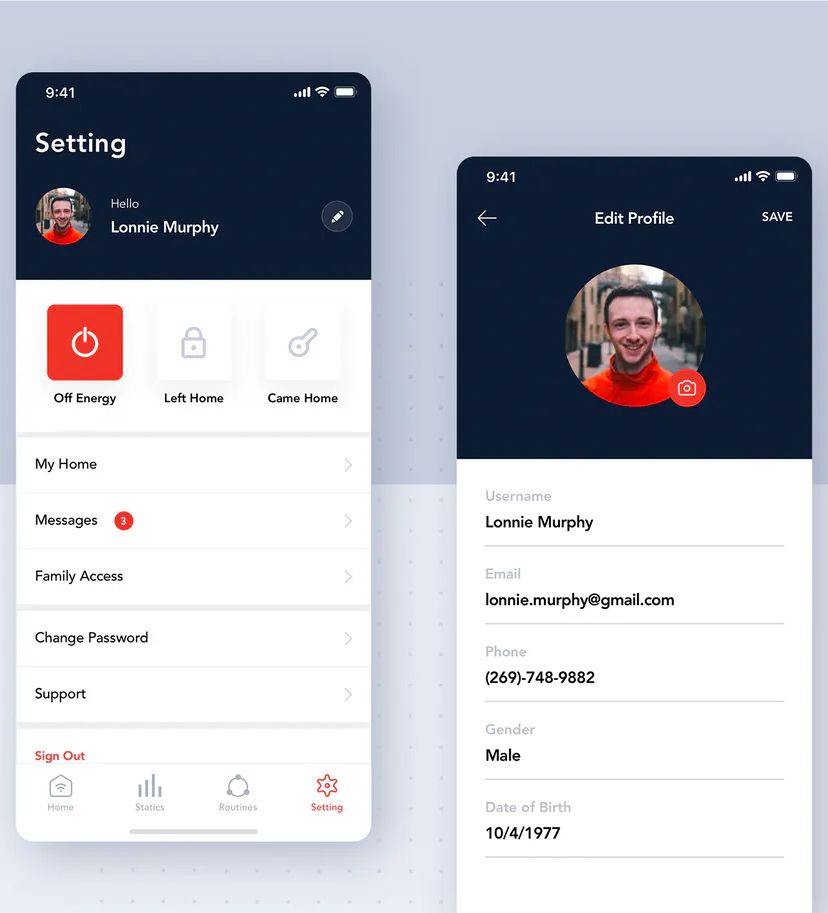 9:41
Setting
Hello
Lonnie Murphy
Off Energy
Left Home
Came Home
My Home
Messages 3
Family Access
Change Password
Support
Sign Out
Home
Statics
Routines
Setting
9:41
Edit Profile
SAVE
Username
Lonnie Murphy
Email
lonnie.murphy@gmail.com
Phone
(269)-748-9882
Gender
Male
Date of Birth
10/4/1977